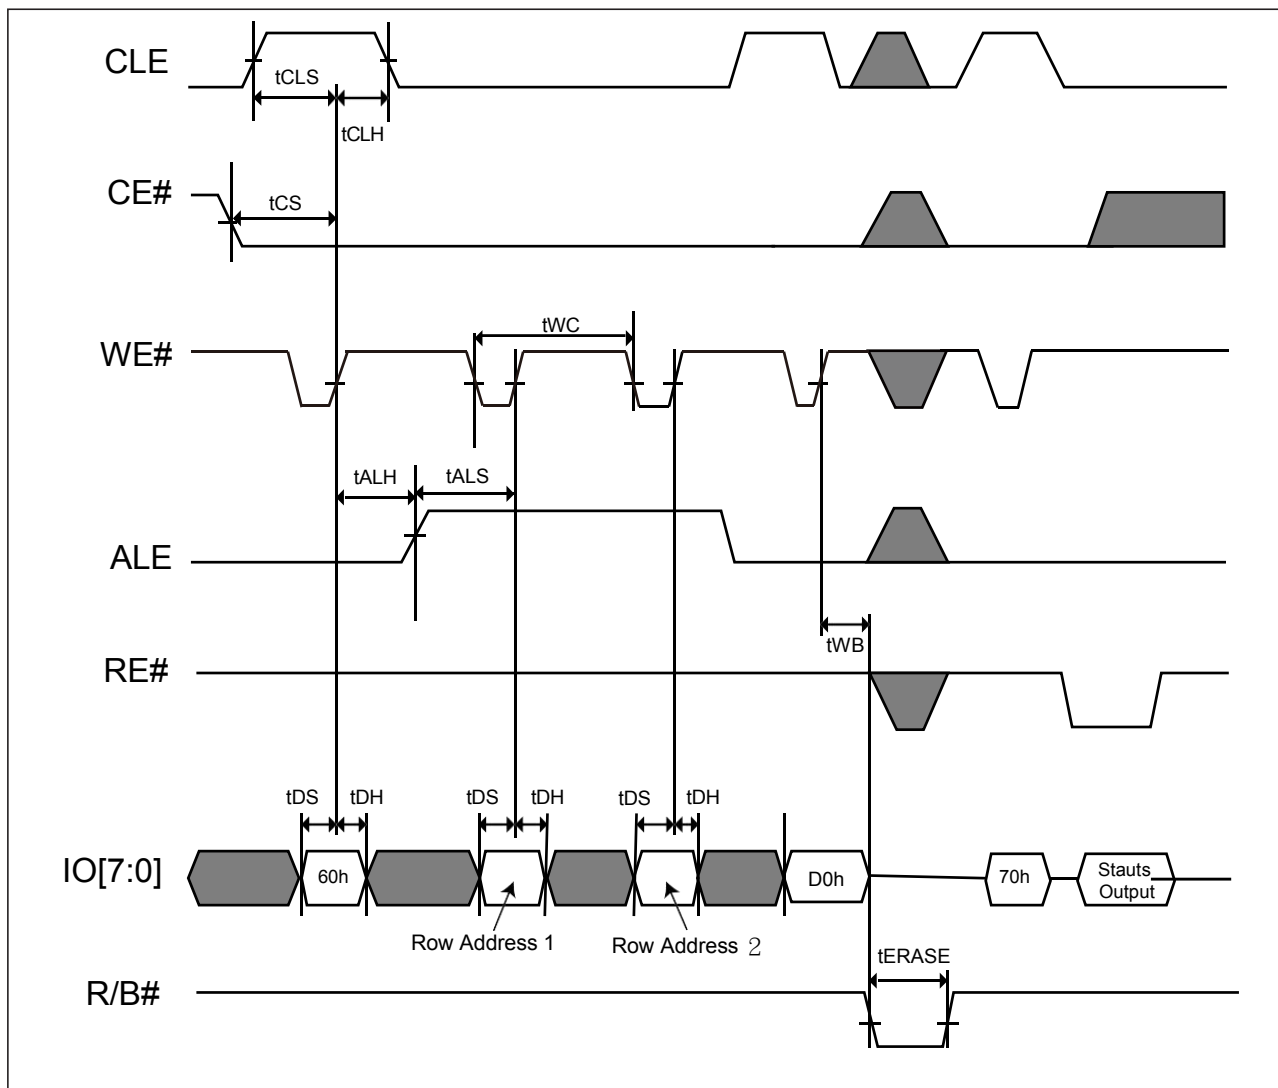 CLE
tCLS
tCLH
CE#
tCS
WE#
tWC
tALH
tALS
ALE
tWB
RE#
tDS
tDH
tDS
tDH
tDS
tDH
IO[7:0]
60h
D0h
70h
Stauts
Output
Row Address 1
Row Address 2
tERASE
R/B#